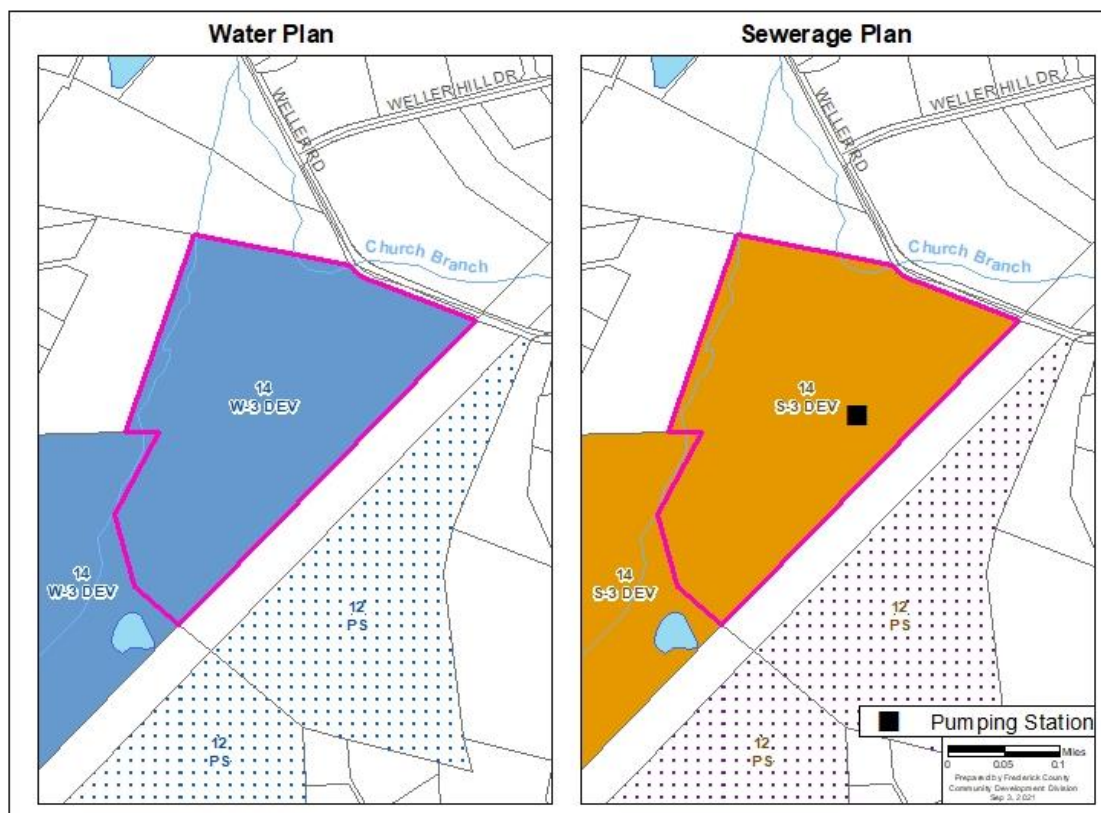 Water Plan
WELLER HILL DR
WELLER RD
Church Branch
14
W-3 DEV
14
W-3 DEV
12
PS
12
PS
Sewerage Plan
WELLER HILL DR
WELLER RD
Church Branch
14
S-3 DEV
14
S-3 DEV
12
PS
12
PS
Pumping Station
Miles
0 0.05 0.1
Prepared by Frederick County
Community Development Division
Sep 3, 2021